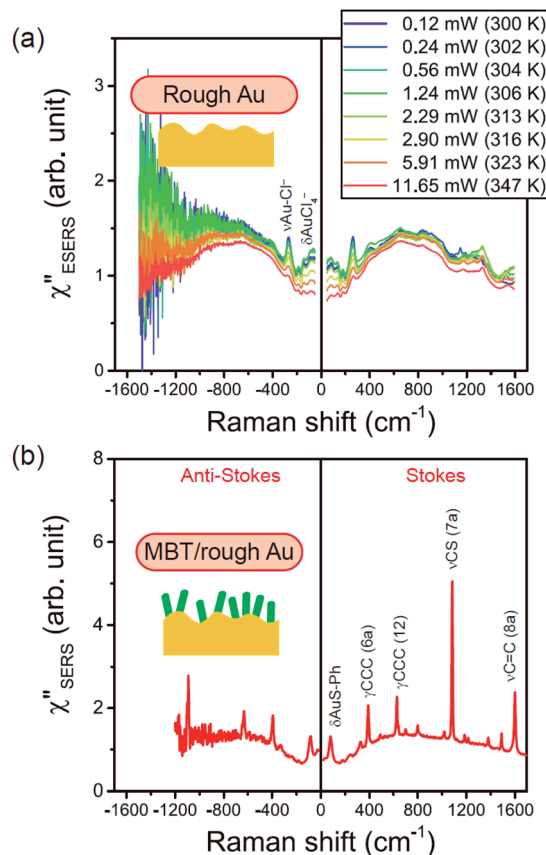 (a)
0.12 mW (300 K)
0.24 mW (302 K)
0.56 mW (304 K)
1.24 mW (306 K)
2.29 mW (313 K)
2.90 mW (316 K)
5.91 mW (323 K)
11.65 mW (347 K)
Rough Au
νAu-Cl⁻
δAuCl₄⁻
χ"ESERS (arb. unit)
3
2
1
0
-1600 -1200 -800 -400 0 400 800 1200 1600
Raman shift (cm⁻¹)
(b)
Anti-Stokes
Stokes
MBT/rough Au
δAuS-Ph
γCCC (6a)
γCCC (12)
νCS (7a)
νC=C (8a)
χ"SERS (arb. unit)
8
6
4
2
0
-1600 -1200 -800 -400 0 400 800 1200 1600
Raman shift (cm⁻¹)